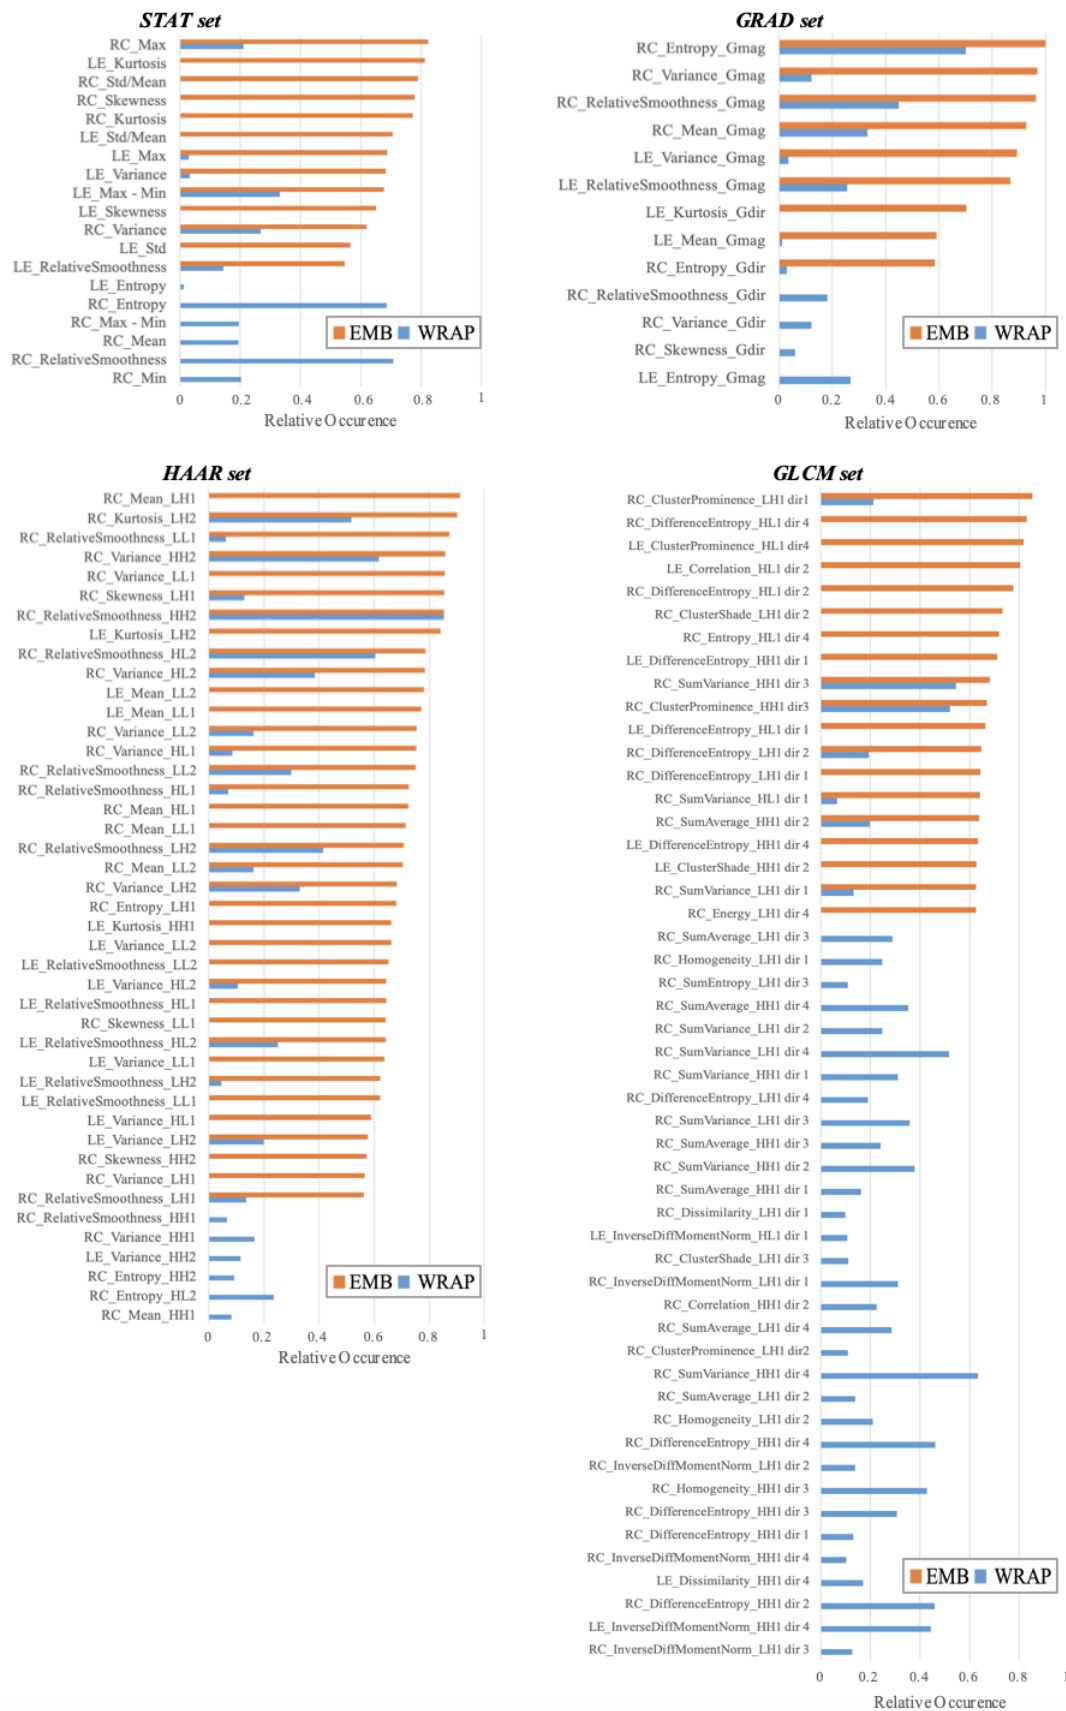 STAT set
RC_Max
LE_Kurtosis
RC_Std/Mean
RC_Skewness
RC_Kurtosis
LE_Std/Mean
LE_Max
LE_Variance
LE_Max - Min
LE_Skewness
RC_Variance
LE_Std
LE_RelativeSmoothness
LE_Entropy
RC_Entropy
RC_Max - Min
RC_Mean
RC_RelativeSmoothness
RC_Min
EMB WRAP
0 0.2 0.4 0.6 0.8 1
Relative Occurence
GRAD set
RC_Entropy_Gmag
RC_Variance_Gmag
RC_RelativeSmoothness_Gmag
RC_Mean_Gmag
LE_Variance_Gmag
LE_RelativeSmoothness_Gmag
LE_Kurtosis_Gdir
LE_Mean_Gmag
RC_Entropy_Gdir
RC_RelativeSmoothness_Gdir
RC_Variance_Gdir
RC_Skewness_Gdir
LE_Entropy_Gmag
EMB WRAP
0 0.2 0.4 0.6 0.8 1
Relative Occurence
HAAR set
RC_Mean_LH1
RC_Kurtosis_LH2
RC_RelativeSmoothness_LL1
RC_Variance_HH2
RC_Variance_LL1
RC_Skewness_LH1
RC_RelativeSmoothness_HH2
LE_Kurtosis_LH2
RC_RelativeSmoothness_HL2
RC_Variance_HL2
LE_Mean_LL2
LE_Mean_LL1
RC_Variance_LL2
RC_Variance_HL1
RC_RelativeSmoothness_LL2
RC_RelativeSmoothness_HL1
RC_Mean_HL1
RC_Mean_LL1
RC_RelativeSmoothness_LH2
RC_Mean_LL2
RC_Variance_LH2
RC_Entropy_LH1
LE_Kurtosis_HH1
LE_Variance_LL2
LE_RelativeSmoothness_LL2
LE_Variance_HL2
LE_RelativeSmoothness_HL1
RC_Skewness_LL1
LE_RelativeSmoothness_HL2
LE_Variance_LL1
LE_RelativeSmoothness_LH2
LE_RelativeSmoothness_LL1
LE_Variance_HL1
LE_Variance_LH2
RC_Skewness_HH2
RC_Variance_LH1
RC_RelativeSmoothness_LH1
RC_RelativeSmoothness_HH1
RC_Variance_HH1
LE_Variance_HH2
RC_Entropy_HH2
RC_Entropy_HL2
RC_Mean_HH1
EMB WRAP
0 0.2 0.4 0.6 0.8 1
Relative Occurence
GLCM set
RC_ClusterProminence_LH1 dir1
RC_DifferenceEntropy_HL1 dir 4
LE_ClusterProminence_HL1 dir4
LE_Correlation_HL1 dir 2
RC_DifferenceEntropy_HL1 dir 2
RC_ClusterShade_LH1 dir 2
RC_Entropy_HL1 dir 4
LE_DifferenceEntropy_HH1 dir 1
RC_SumVariance_HH1 dir 3
RC_ClusterProminence_HH1 dir3
LE_DifferenceEntropy_HL1 dir 1
RC_DifferenceEntropy_LH1 dir 2
RC_DifferenceEntropy_LH1 dir 1
RC_SumVariance_HL1 dir 1
RC_SumAverage_HH1 dir 2
LE_DifferenceEntropy_HH1 dir 4
LE_ClusterShade_HH1 dir 2
RC_SumVariance_LH1 dir 1
RC_Energy_LH1 dir 4
RC_SumAverage_LH1 dir 3
RC_Homogeneity_LH1 dir 1
RC_SumEntropy_LH1 dir 3
RC_SumAverage_HH1 dir 4
RC_SumVariance_LH1 dir 2
RC_SumVariance_LH1 dir 4
RC_SumVariance_HH1 dir 1
RC_DifferenceEntropy_LH1 dir 4
RC_SumVariance_LH1 dir 3
RC_SumAverage_HH1 dir 3
RC_SumVariance_HH1 dir 2
RC_SumAverage_HH1 dir 1
RC_Dissimilarity_LH1 dir 1
LE_InverseDiffMomentNorm_HL1 dir 1
RC_ClusterShade_LH1 dir 3
RC_InverseDiffMomentNorm_LH1 dir 1
RC_Correlation_HH1 dir 2
RC_SumAverage_LH1 dir 4
RC_ClusterProminence_LH1 dir2
RC_SumVariance_HH1 dir 4
RC_SumAverage_LH1 dir 2
RC_Homogeneity_LH1 dir 2
RC_DifferenceEntropy_HH1 dir 4
RC_InverseDiffMomentNorm_LH1 dir 2
RC_Homogeneity_HH1 dir 3
RC_DifferenceEntropy_HH1 dir 3
RC_DifferenceEntropy_HH1 dir 1
RC_InverseDiffMomentNorm_HH1 dir 4
LE_Dissimilarity_HH1 dir 4
RC_DifferenceEntropy_HH1 dir 2
LE_InverseDiffMomentNorm_HH1 dir 4
RC_InverseDiffMomentNorm_LH1 dir 3
EMB WRAP
0 0.2 0.4 0.6 0.8
Relative Occurence